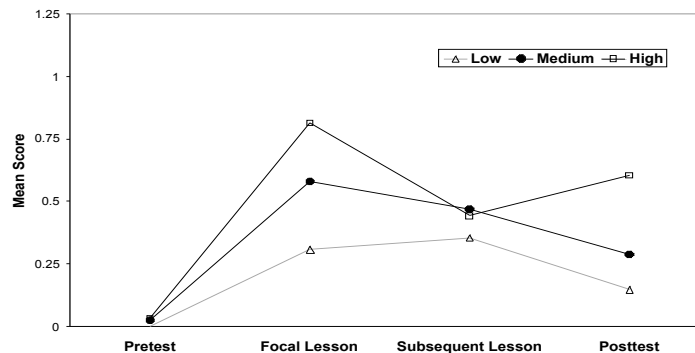 1.25
Low Medium High
1
0.75
Mean Score
0.5
0.25
0
Pretest Focal Lesson Subsequent Lesson Posttest